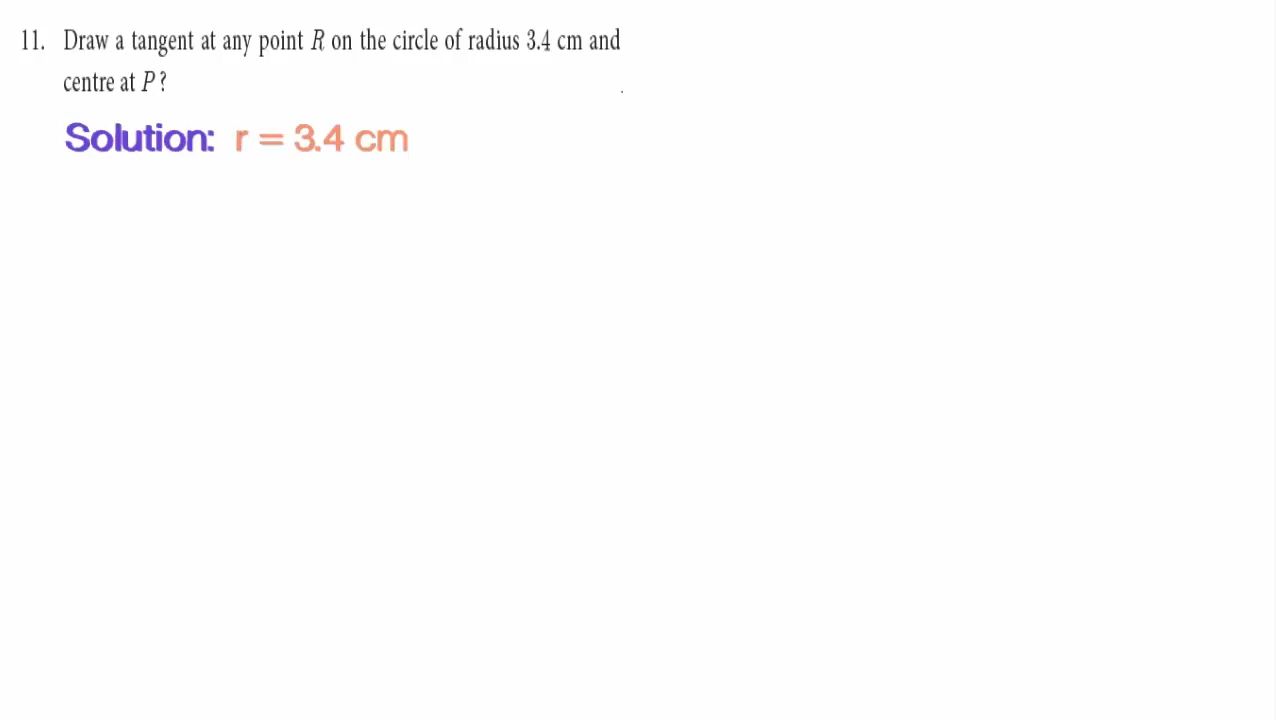 11. Draw a tangent at any point R on the circle of radius 3.4 cm and
centre at P?
Solution: r = 3.4 cm